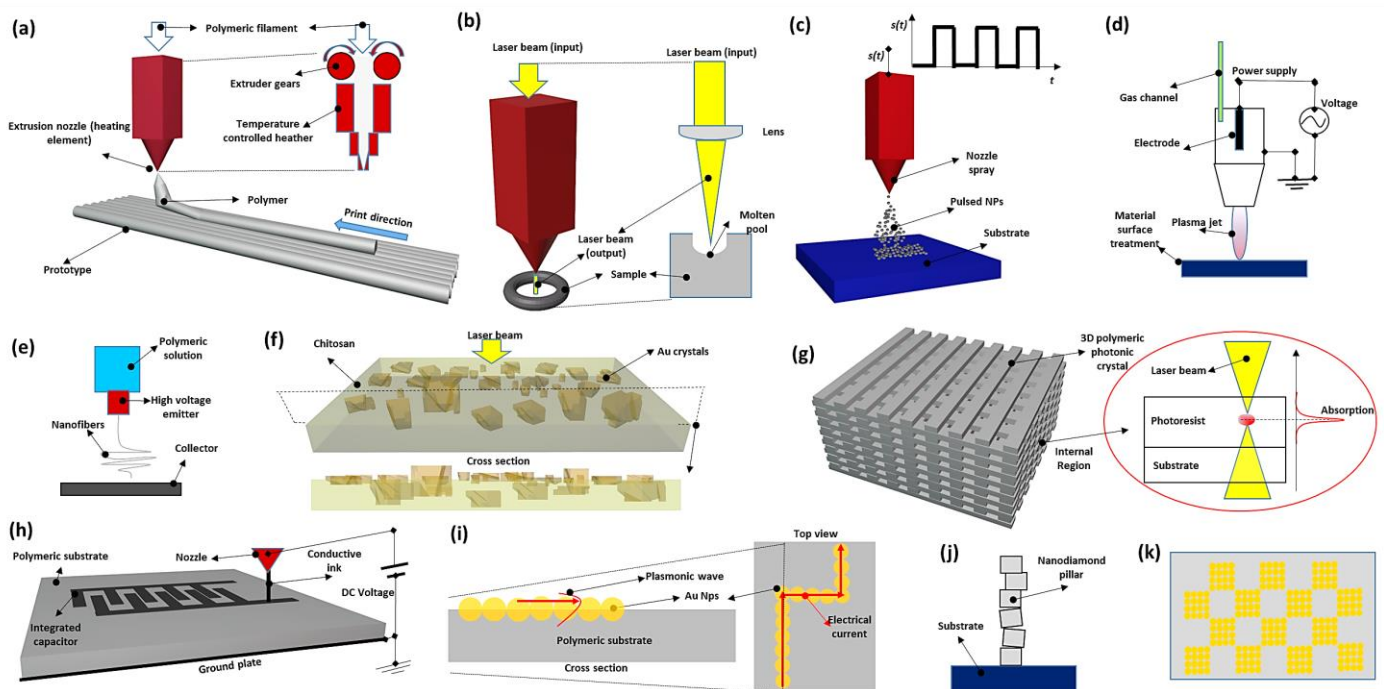 (a)
Polymeric filament
Extruder gears
Extrusion nozzle (heating
element)
Temperature
controlled heather
Polymer
Print direction
Prototype
(b)
Laser beam (input)
Laser beam (input)
Lens
Molten
pool
Laser beam
(output)
Sample
(c)
s(t)
s(t)
t
Nozzle
spray
Pulsed NPs
Substrate
(d)
Power supply
Gas channel
Voltage
Electrode
Material
surface
treatment
Plasma jet
(e)
Polymeric
solution
High voltage
emitter
Nanofibers
Collector
(f)
Laser beam
Chitosan
Au crystals
Cross section
(g)
3D polymeric
photonic
crystal
Internal
Region
Laser beam
Photoresist
Absorption
Substrate
(h)
Polymeric substrate
Nozzle
Conductive
ink
DC Voltage
Integrated
capacitor
Ground plate
(i)
Top view
Plasmonic wave
Au Nps
Polymeric substrate
Electrical
current
Cross section
(j)
Nanodiamond
pillar
Substrate
(k)